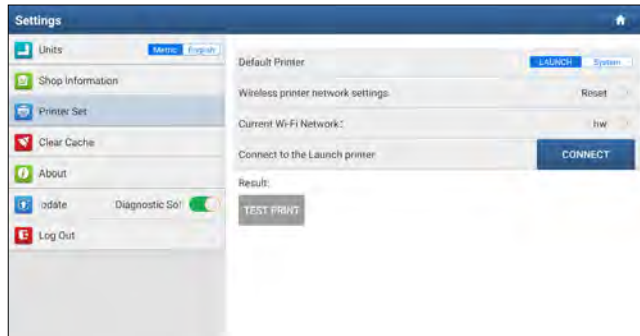 Settings
Units Metric English
Shop Information
Printer Set
Clear Cache
About
odate Diagnostic So!
Log Out
Default Printer LAUNCH System
Wireless printer network settings Reset
Current Wi-Fi Network: hw
Connect to the Launch printer CONNECT
Result:
TEST PRINT